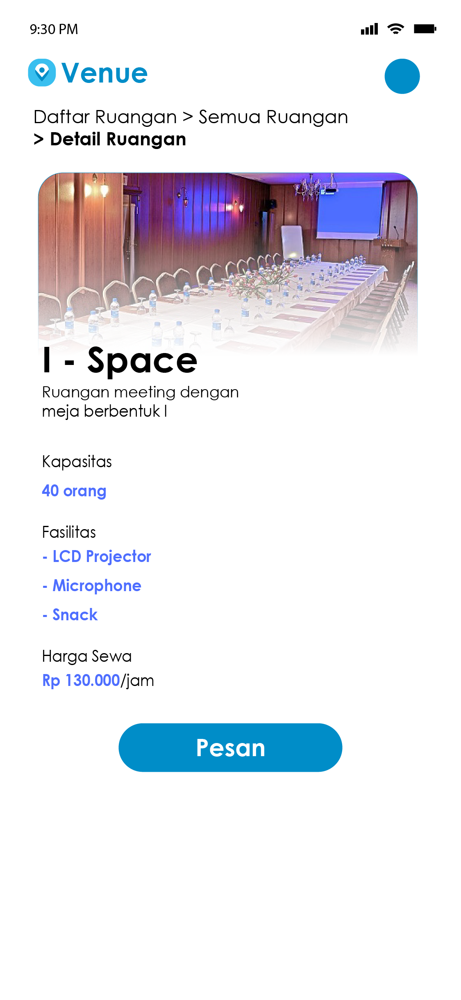 9:30 PM
Venue
Daftar Ruangan > Semua Ruangan
> Detail Ruangan
I - Space
Ruangan meeting dengan
meja berbentuk I
Kapasitas
40 orang
Fasilitas
- LCD Projector
- Microphone
- Snack
Harga Sewa
Rp 130.000/jam
Pesan